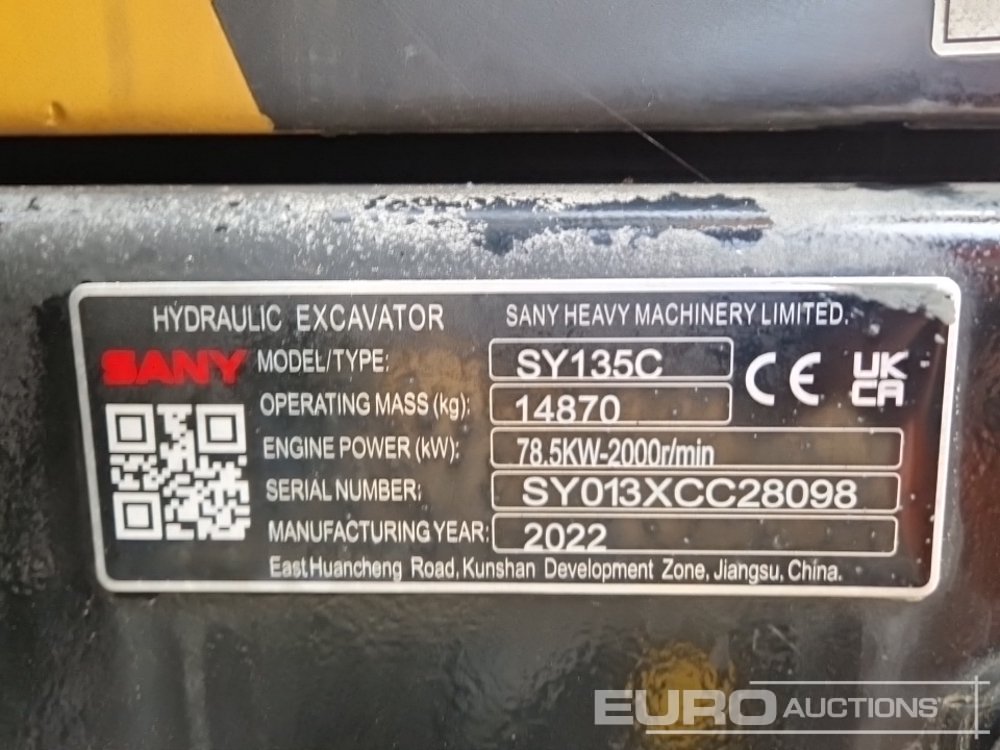 HYDRAULIC EXCAVATOR SANY HEAVY MACHINERY LIMITED.
SANY MODEL/TYPE: SY135C CE UK CA
OPERATING MASS (kg): 14870
ENGINE POWER (kW): 78.5KW-2000r/min
SERIAL NUMBER: SY013XCC28098
MANUFACTURING YEAR: 2022
East Huancheng Road, Kunshan Development Zone, Jiangsu, China.
EURO AUCTIONS